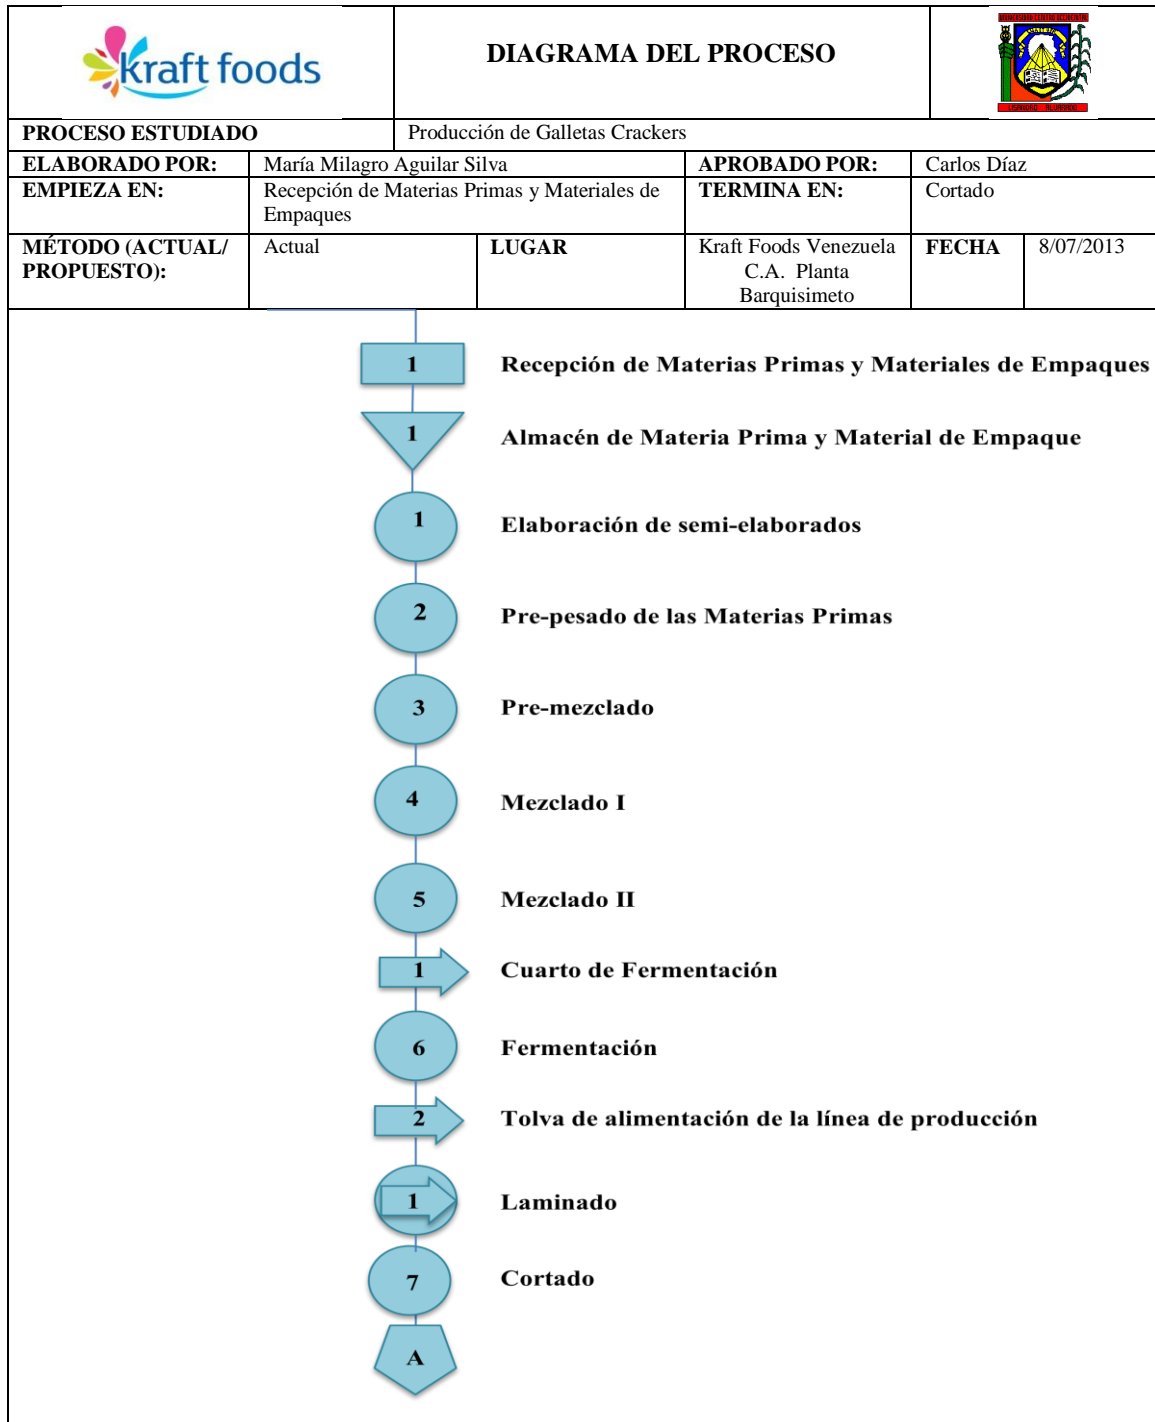 kraft foods
DIAGRAMA DEL PROCESO
UNIVERSIDAD CENTRO OCCIDENTAL
LISANDRO ALVARADO
PROCESO ESTUDIADO
Producción de Galletas Crackers
ELABORADO POR:
María Milagro Aguilar Silva
APROBADO POR:
Carlos Díaz
EMPIEZA EN:
Recepción de Materias Primas y Materiales de
Empaques
TERMINA EN:
Cortado
MÉTODO (ACTUAL/
PROPUESTO):
Actual
LUGAR
Kraft Foods Venezuela
C.A. Planta
Barquisimeto
FECHA
8/07/2013
1 Recepción de Materias Primas y Materiales de Empaques
1 Almacén de Materia Prima y Material de Empaque
1 Elaboración de semi-elaborados
2 Pre-pesado de las Materias Primas
3 Pre-mezclado
4 Mezclado I
5 Mezclado II
1 Cuarto de Fermentación
6 Fermentación
2 Tolva de alimentación de la línea de producción
1 Laminado
7 Cortado
A